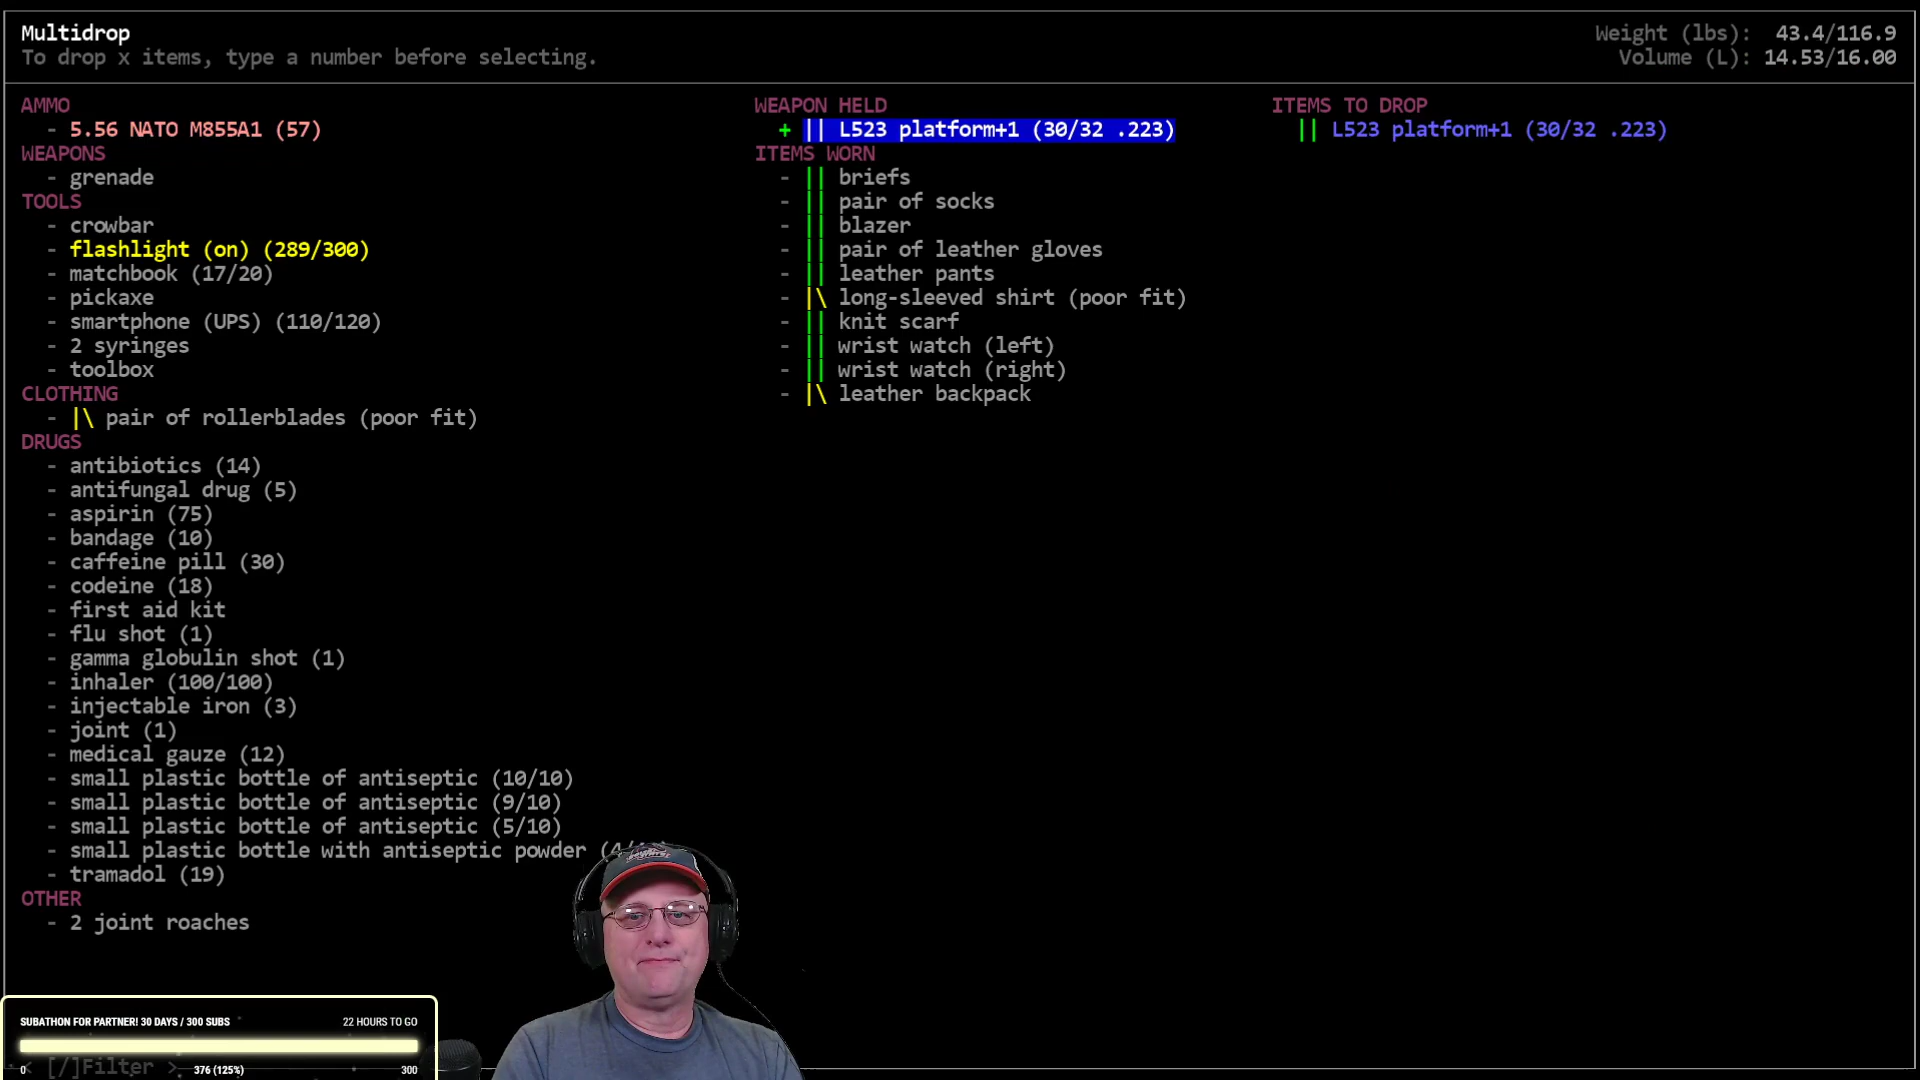 Multidrop
To drop x items, type a number before selecting.
Weight (lbs): 43.4/116.9
Volume (L): 14.53/16.00
AMMO
- 5.56 NATO M855A1 (57)
WEAPONS
- grenade
TOOLS
- crowbar
- flashlight (on) (289/300)
- matchbook (17/20)
- pickaxe
- smartphone (UPS) (110/120)
- 2 syringes
- toolbox
CLOTHING
- |\ pair of rollerblades (poor fit)
DRUGS
- antibiotics (14)
- antifungal drug (5)
- aspirin (75)
- bandage (10)
- caffeine pill (30)
- codeine (18)
- first aid kit
- flu shot (1)
- gamma globulin shot (1)
- inhaler (100/100)
- injectable iron (3)
- joint (1)
- medical gauze (12)
- small plastic bottle of antiseptic (10/10)
- small plastic bottle of antiseptic (9/10)
- small plastic bottle of antiseptic (5/10)
- small plastic bottle with antiseptic powder
- tramadol (19)
OTHER
- 2 joint roaches
WEAPON HELD
+ || L523 platform+1 (30/32 .223)
ITEMS WORN
- || briefs
- || pair of socks
- || blazer
- || pair of leather gloves
- || leather pants
- |\ long-sleeved shirt (poor fit)
- || knit scarf
- || wrist watch (left)
- || wrist watch (right)
- |\ leather backpack
ITEMS TO DROP
|| L523 platform+1 (30/32 .223)
SUBATHON FOR PARTNER! 30 DAYS / 300 SUBS
22 HOURS TO GO
< [/]Filter >
0 376 (125%) 300